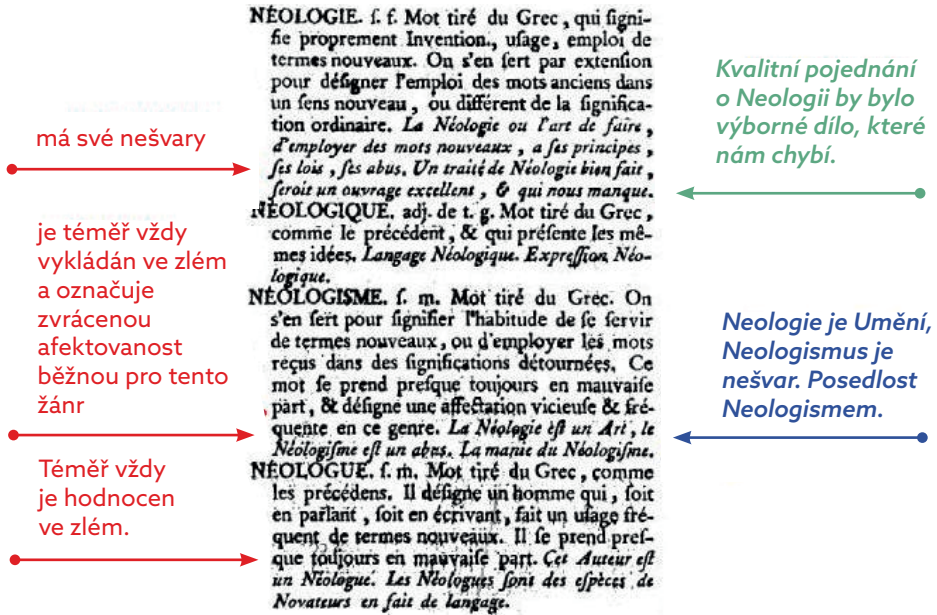 má své nešvary
je téměř vždy
vykládán ve zlém
a označuje
zvrácenou
afektovanost
běžnou pro tento
žánr
Téměř vždy
je hodnocen
ve zlém.
NÉOLOGIE. ſ. f. Mot tiré du Grec, qui ſigni-
fie proprement Invention., uſage, emploi de
termes nouveaux. On s'en ſert par extenſion
pour déſigner l'emploi des mots anciens dans
un ſens nouveau, ou différent de la ſignifica-
tion ordinaire. La Néologie ou l'art de faire,
d'employer des mots nouveaux, a ſes principes,
ſes lois, ſes abus. Un traité de Néologie bien fait,
ſeroit un ouvrage excellent, & qui nous manque.
NÉOLOGIQUE. adj. de t. g. Mot tiré du Grec,
comme le précédent, & qui préſente les mê-
mes idées. Langage Néologique. Expreſſion Néo-
logique.
NÉOLOGISME. ſ. m. Mot tiré du Grec. On
s'en ſert pour ſignifier l'habitude de ſe ſervir
de termes nouveaux, ou d'employer les mots
reçus dans des ſignifications détournées. Ce
mot ſe prend preſque toujours en mauvaiſe
part, & déſigne une affectation vicieuſe & fré-
quente en ce genre. La Néologie eſt un Art, le
Néologiſme eſt un abus. La manie du Néologiſme.
NÉOLOGUE. ſ. m. Mot tiré du Grec, comme
les précédens. Il déſigne un homme qui, ſoit
en parlant, ſoit en écrivant, fait un uſage fré-
quent de termes nouveaux. Il ſe prend preſ-
que toujours en mauvaiſe part. Cet Auteur eſt
un Néologue. Les Néologues ſont des eſpèces de
Novateurs en fait de langage.
Kvalitní pojednání
o Neologii by bylo
výborné dílo, které
nám chybí.
Neologie je Umění,
Neologismus je
nešvar. Posedlost
Neologismem.